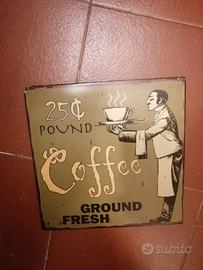 25¢
POUND
Coffee
GROUND
FRESH
subito